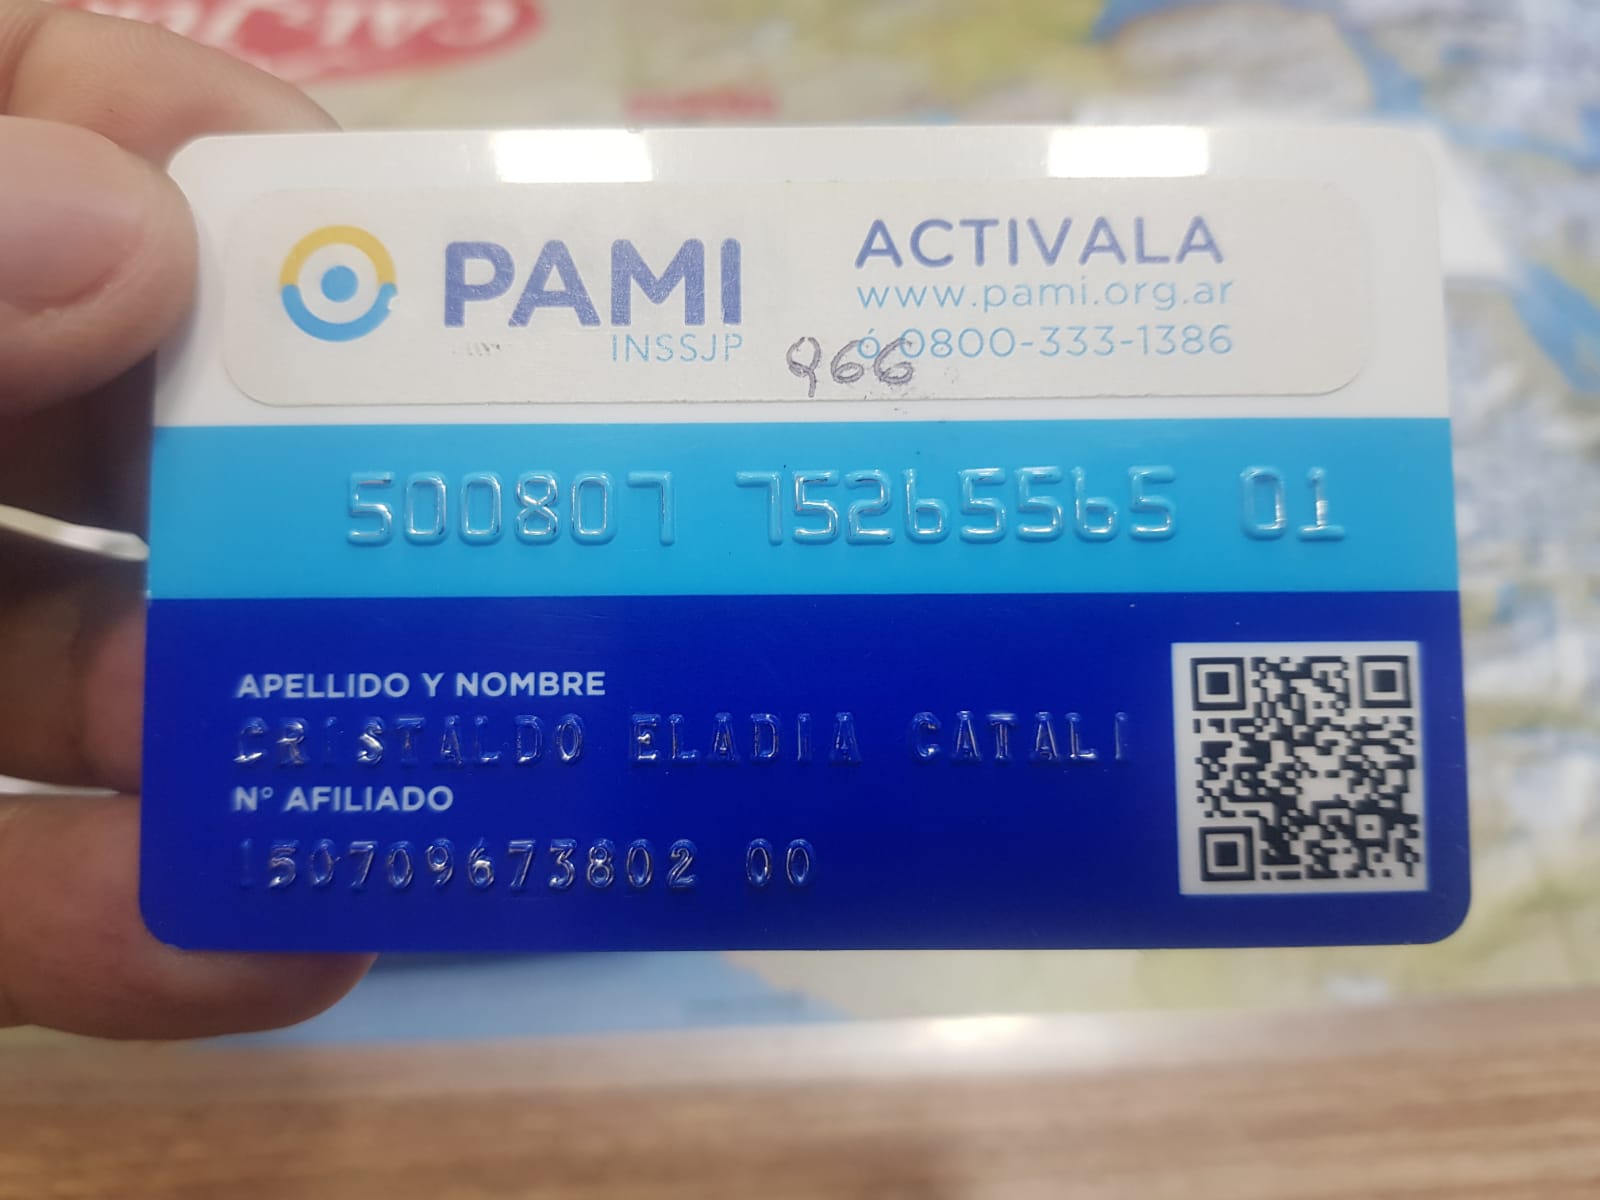 PAMI
INSSJP
ACTIVALA
www.pami.org.ar
ó 0800-333-1386
966
500807 75265565 01
APELLIDO Y NOMBRE
CRISTALDO ELADIA CATALI
N° AFILIADO
150709673802 00